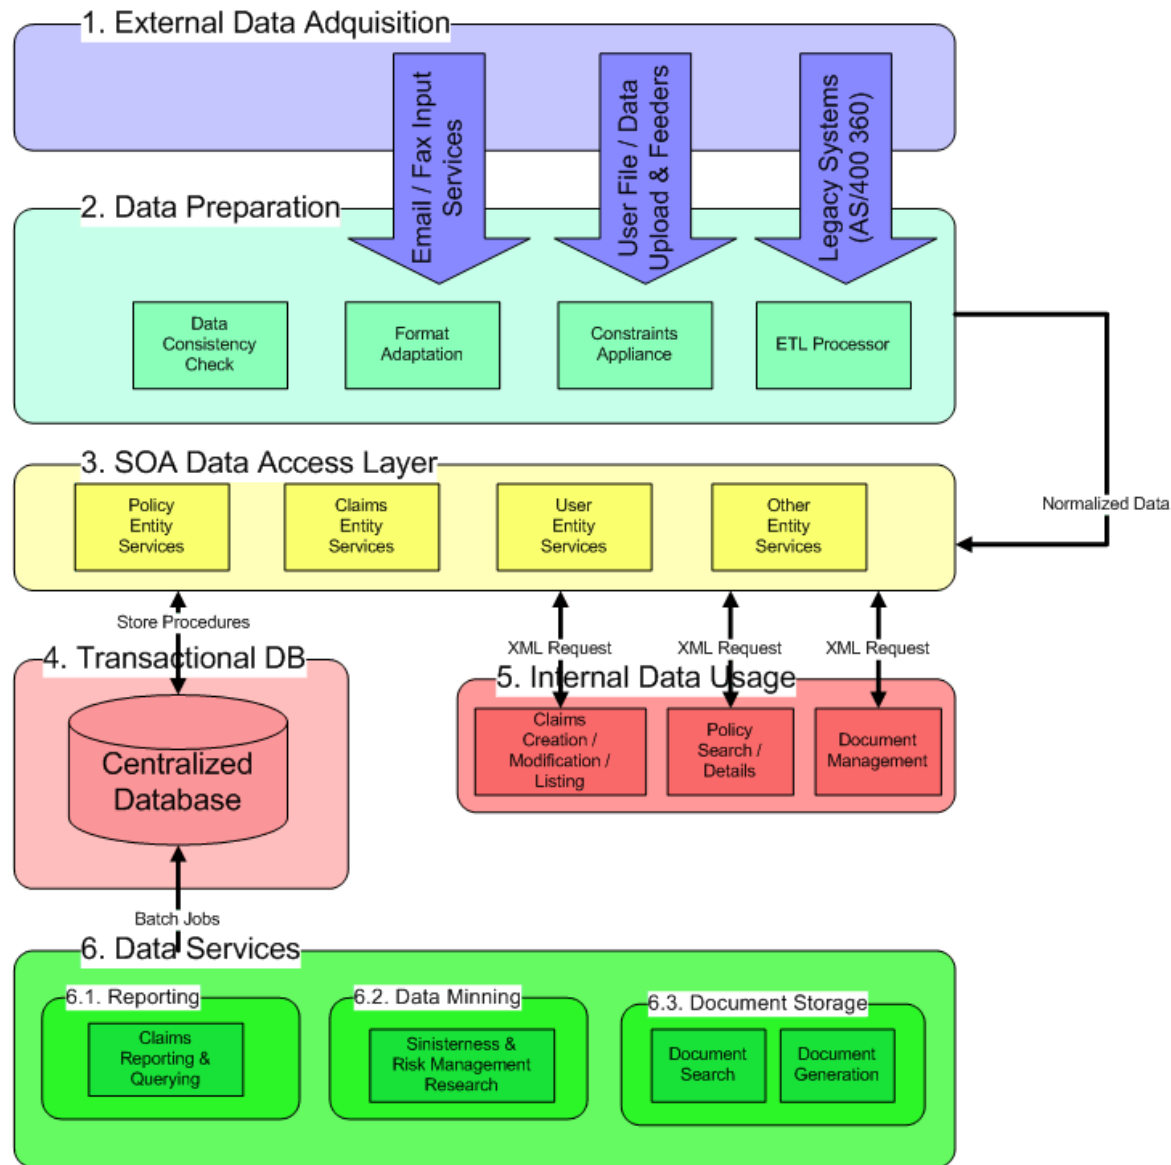 1. External Data Adquisition
Email / Fax Input
Services
User File / Data
Upload & Feeders
Legacy Systems
(AS/400 360)
2. Data Preparation
Data
Consistency
Check
Format
Adaptation
Constraints
Appliance
ETL Processor
Normalized Data
3. SOA Data Access Layer
Policy
Entity
Services
Claims
Entity
Services
User
Entity
Services
Other
Entity
Services
Store Procedures
XML Request
XML Request
XML Request
4. Transactional DB
Centralized
Database
5. Internal Data Usage
Claims
Creation /
Modification /
Listing
Policy
Search /
Details
Document
Management
Batch Jobs
6. Data Services
6.1. Reporting
Claims
Reporting &
Querying
6.2. Data Minning
Sinisterness &
Risk Management
Research
6.3. Document Storage
Document
Search
Document
Generation